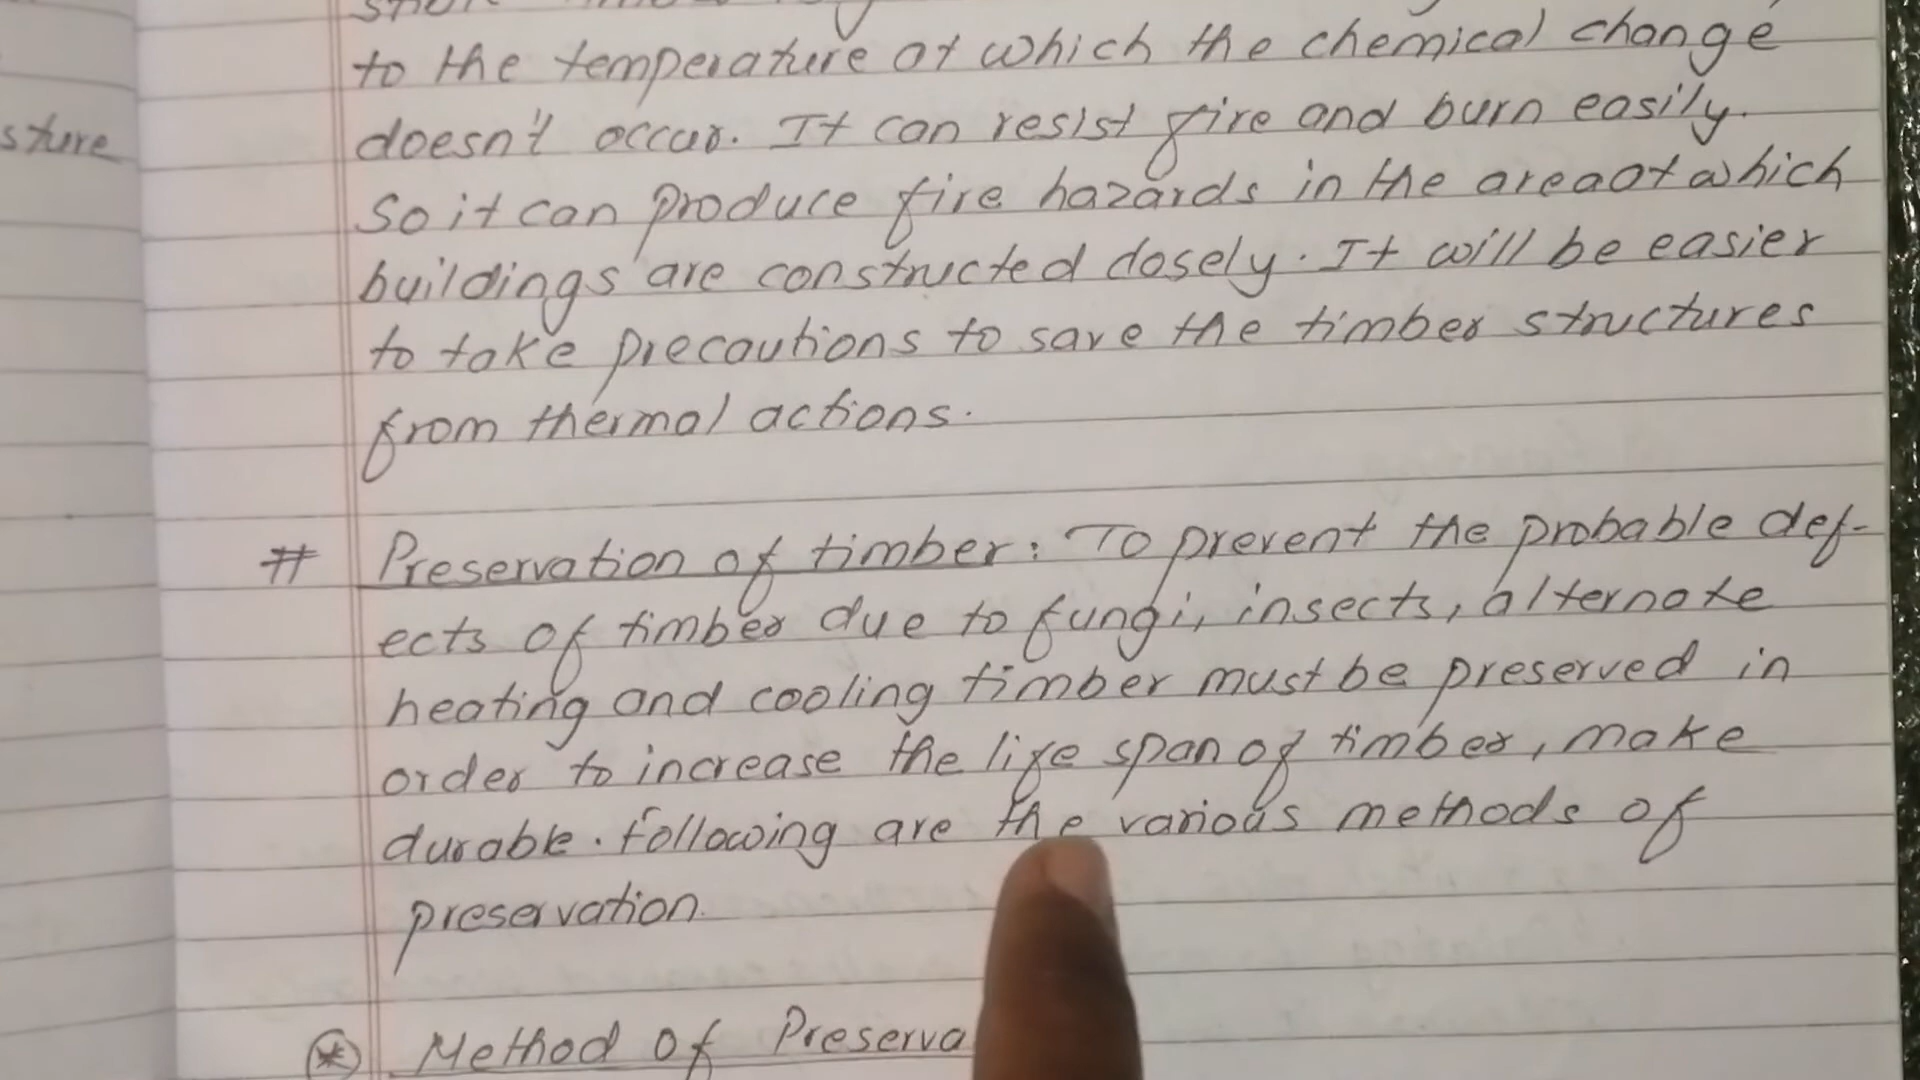 sture
to the temperature at which the chemical change
doesn't occur. It can resist fire and burn easily.
So it can produce fire hazards in the area at which
buildings are constructed closely. It will be easier
to take precautions to save the timber structures
from thermal actions.
# Preservation of timber: To prevent the probable def-
ects of timber due to fungi, insects, alternate
heating and cooling timber must be preserved in
order to increase the life span of timber, make
durable. Following are the various methods of
preservation.
* Method of Preserva